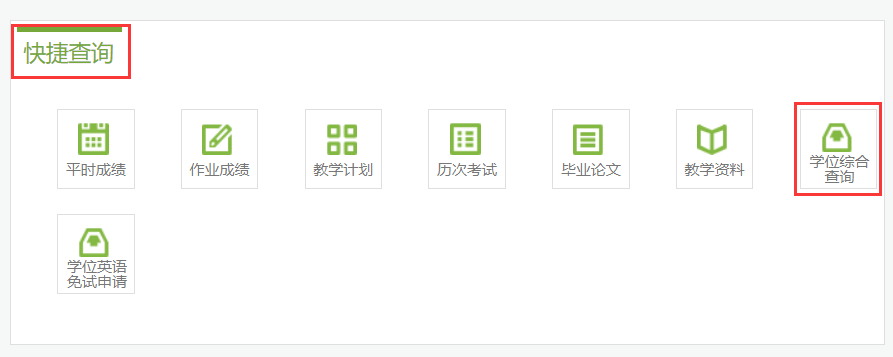 快捷查询
平时成绩
作业成绩
教学计划
历次考试
毕业论文
教学资料
学位综合
查询
学位英语
免试申请